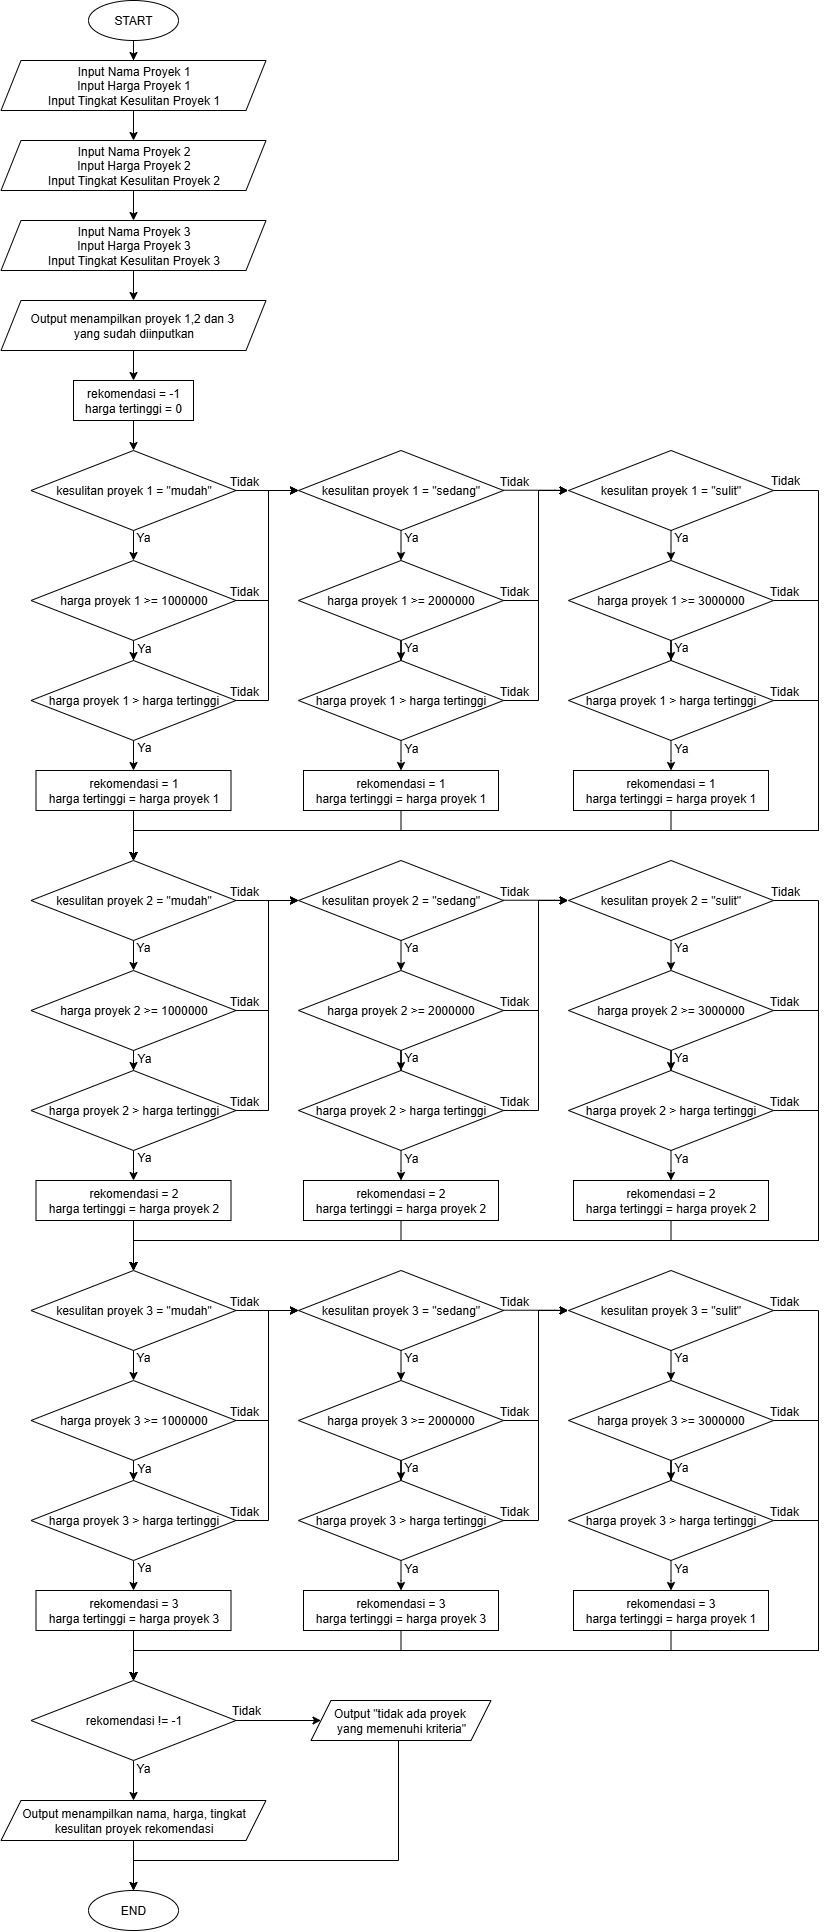 START
Input Nama Proyek 1
Input Harga Proyek 1
Input Tingkat Kesulitan Proyek 1
Input Nama Proyek 2
Input Harga Proyek 2
Input Tingkat Kesulitan Proyek 2
Input Nama Proyek 3
Input Harga Proyek 3
Input Tingkat Kesulitan Proyek 3
Output menampilkan proyek 1,2 dan 3
yang sudah diinputkan
rekomendasi = -1
harga tertinggi = 0
kesulitan proyek 1 = "mudah"
Tidak
kesulitan proyek 1 = "sedang"
Tidak
kesulitan proyek 1 = "sulit"
Tidak
Ya
Ya
Ya
harga proyek 1 >= 1000000
Tidak
harga proyek 1 >= 2000000
Tidak
harga proyek 1 >= 3000000
Tidak
Ya
Ya
Ya
harga proyek 1 > harga tertinggi
Tidak
harga proyek 1 > harga tertinggi
Tidak
harga proyek 1 > harga tertinggi
Tidak
Ya
Ya
Ya
rekomendasi = 1
harga tertinggi = harga proyek 1
rekomendasi = 1
harga tertinggi = harga proyek 1
rekomendasi = 1
harga tertinggi = harga proyek 1
kesulitan proyek 2 = "mudah"
Tidak
kesulitan proyek 2 = "sedang"
Tidak
kesulitan proyek 2 = "sulit"
Tidak
Ya
Ya
Ya
harga proyek 2 >= 1000000
Tidak
harga proyek 2 >= 2000000
Tidak
harga proyek 2 >= 3000000
Tidak
Ya
Ya
Ya
harga proyek 2 > harga tertinggi
Tidak
harga proyek 2 > harga tertinggi
Tidak
harga proyek 2 > harga tertinggi
Tidak
Ya
Ya
Ya
rekomendasi = 2
harga tertinggi = harga proyek 2
rekomendasi = 2
harga tertinggi = harga proyek 2
rekomendasi = 2
harga tertinggi = harga proyek 2
kesulitan proyek 3 = "mudah"
Tidak
kesulitan proyek 3 = "sedang"
Tidak
kesulitan proyek 3 = "sulit"
Tidak
Ya
Ya
Ya
harga proyek 3 >= 1000000
Tidak
harga proyek 3 >= 2000000
Tidak
harga proyek 3 >= 3000000
Tidak
Ya
Ya
Ya
harga proyek 3 > harga tertinggi
Tidak
harga proyek 3 > harga tertinggi
Tidak
harga proyek 3 > harga tertinggi
Tidak
Ya
Ya
Ya
rekomendasi = 3
harga tertinggi = harga proyek 3
rekomendasi = 3
harga tertinggi = harga proyek 3
rekomendasi = 3
harga tertinggi = harga proyek 1
rekomendasi != -1
Tidak
Output "tidak ada proyek
yang memenuhi kriteria"
Ya
Output menampilkan nama, harga, tingkat
kesulitan proyek rekomendasi
END